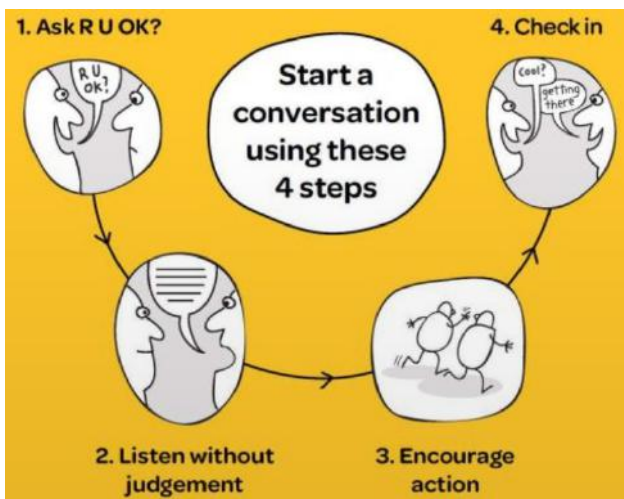 1. Ask R U OK?
R U
OK?
Start a
conversation
using these
4 steps
2. Listen without
judgement
3. Encourage
action
4. Check in
Cool?
getting
there